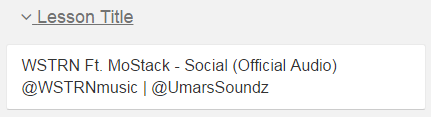 Lesson Title
WSTRN Ft. MoStack - Social (Official Audio)
@WSTRNmusic | @UmarsSoundz